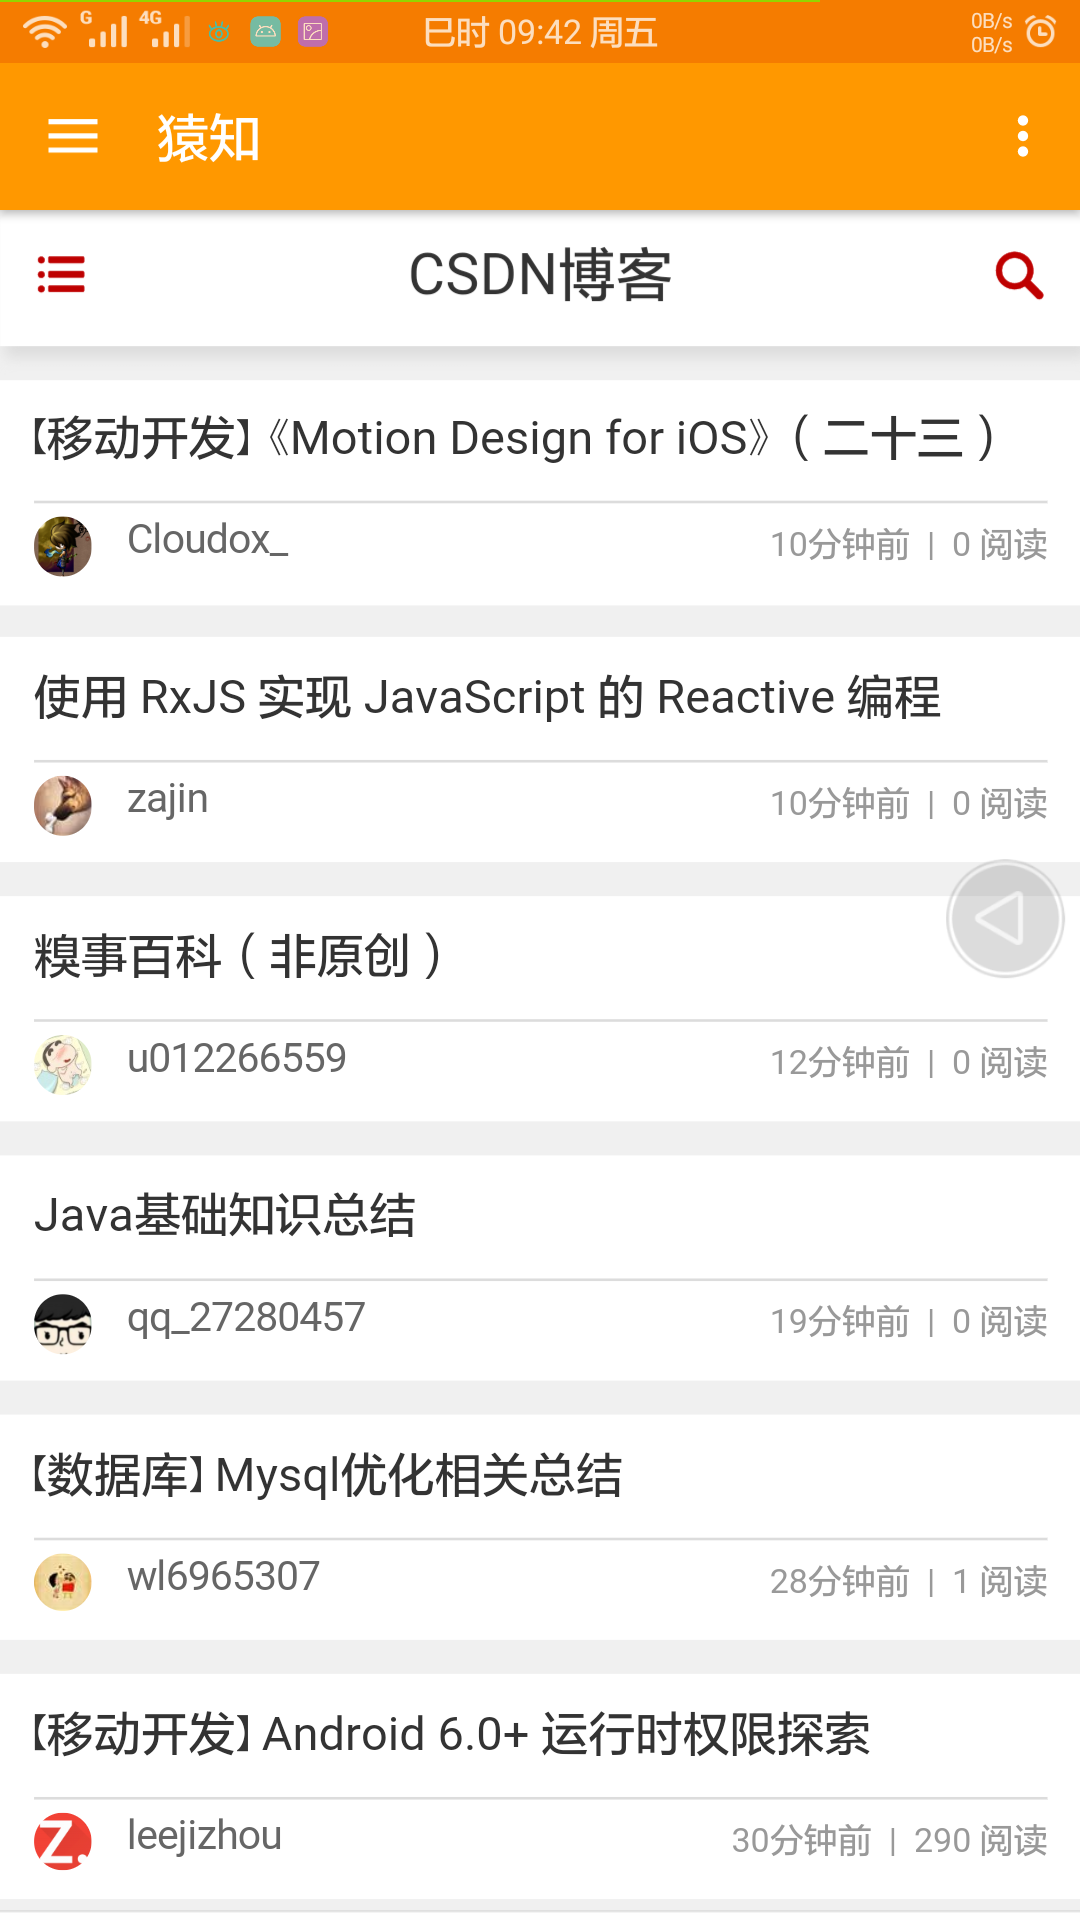 G 4G 巳时 09:42 周五 0B/s
0B/s
猿知
CSDN博客
【移动开发】《Motion Design for iOS》（二十三）
Cloudox_ 10分钟前 | 0 阅读
使用 RxJS 实现 JavaScript 的 Reactive 编程
zajin 10分钟前 | 0 阅读
糗事百科（非原创）
u012266559 12分钟前 | 0 阅读
Java基础知识总结
qq_27280457 19分钟前 | 0 阅读
【数据库】Mysql优化相关总结
wl6965307 28分钟前 | 1 阅读
【移动开发】Android 6.0+ 运行时权限探索
Z. leejizhou 30分钟前 | 290 阅读